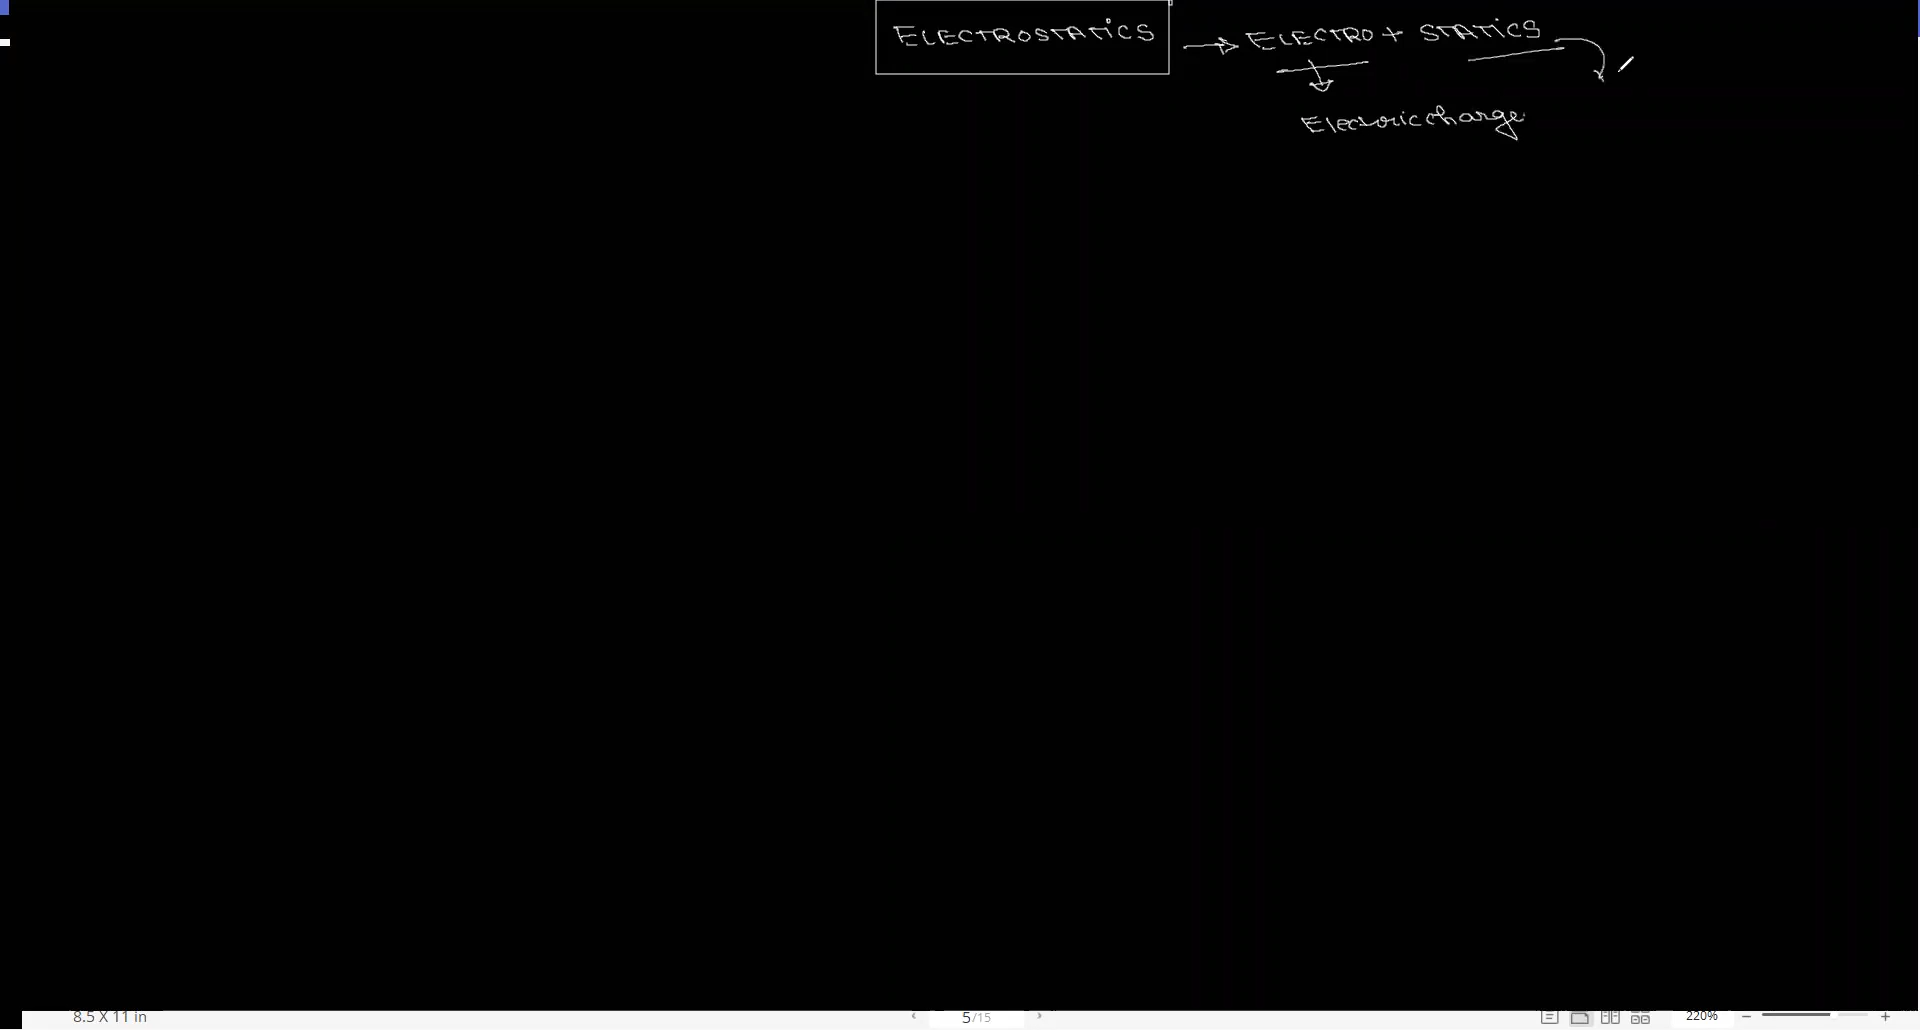 ELECTROSTATICS → ELECTRO + STATICS
Electric charge
8.5 X 11 in ‹ 5/15 › 220% − +